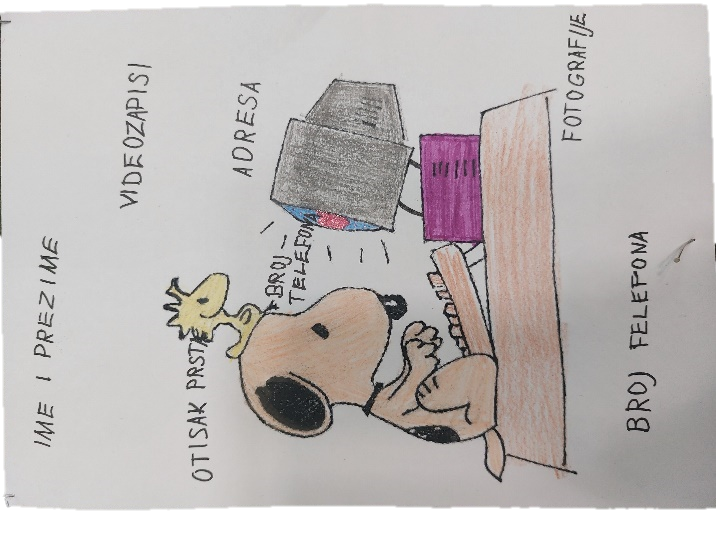 IME I PREZIME
VIDEOZAPISI
OTISAK PRSTA
ADRESA
BROJ
TELEFONA
FOTOGRAFIJE
BROJ FELEFONA